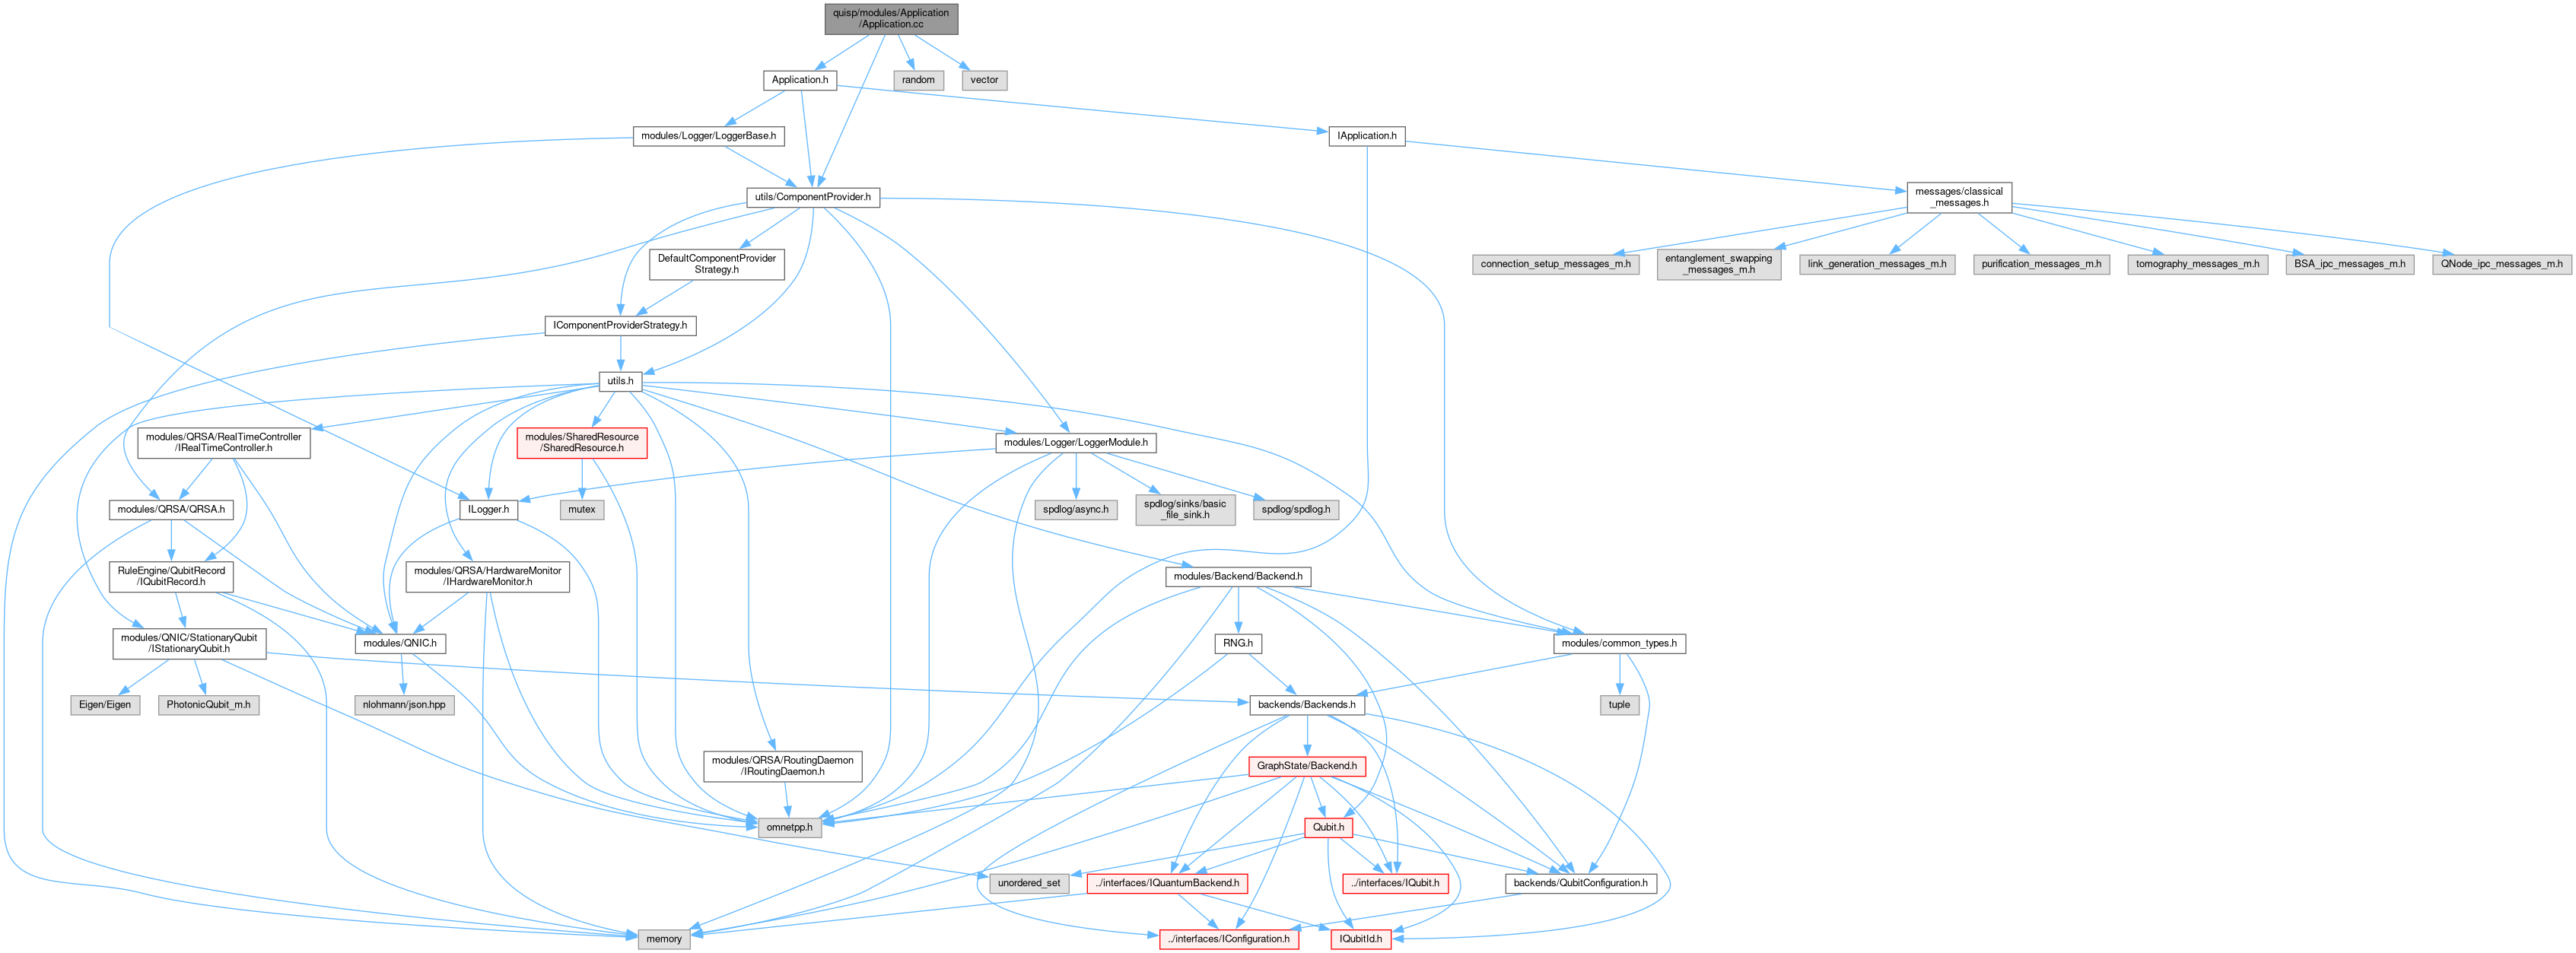 quisp/modules/Application
/Application.cc
Application.h
random
vector
modules/Logger/LoggerBase.h
IApplication.h
utils/ComponentProvider.h
messages/classical
_messages.h
DefaultComponentProvider
Strategy.h
connection_setup_messages_m.h
entanglement_swapping
_messages_m.h
link_generation_messages_m.h
purification_messages_m.h
tomography_messages_m.h
BSA_ipc_messages_m.h
QNode_ipc_messages_m.h
IComponentProviderStrategy.h
utils.h
modules/QRSA/RealTimeController
/IRealTimeController.h
modules/SharedResource
/SharedResource.h
modules/Logger/LoggerModule.h
modules/QRSA/QRSA.h
ILogger.h
mutex
spdlog/async.h
spdlog/sinks/basic
_file_sink.h
spdlog/spdlog.h
RuleEngine/QubitRecord
/IQubitRecord.h
modules/QRSA/HardwareMonitor
/IHardwareMonitor.h
modules/Backend/Backend.h
modules/QNIC/StationaryQubit
/IStationaryQubit.h
modules/QNIC.h
RNG.h
modules/common_types.h
Eigen/Eigen
PhotonicQubit_m.h
nlohmann/json.hpp
backends/Backends.h
tuple
modules/QRSA/RoutingDaemon
/IRoutingDaemon.h
GraphState/Backend.h
omnetpp.h
Qubit.h
unordered_set
../interfaces/IQuantumBackend.h
../interfaces/IQubit.h
backends/QubitConfiguration.h
memory
../interfaces/IConfiguration.h
IQubitId.h